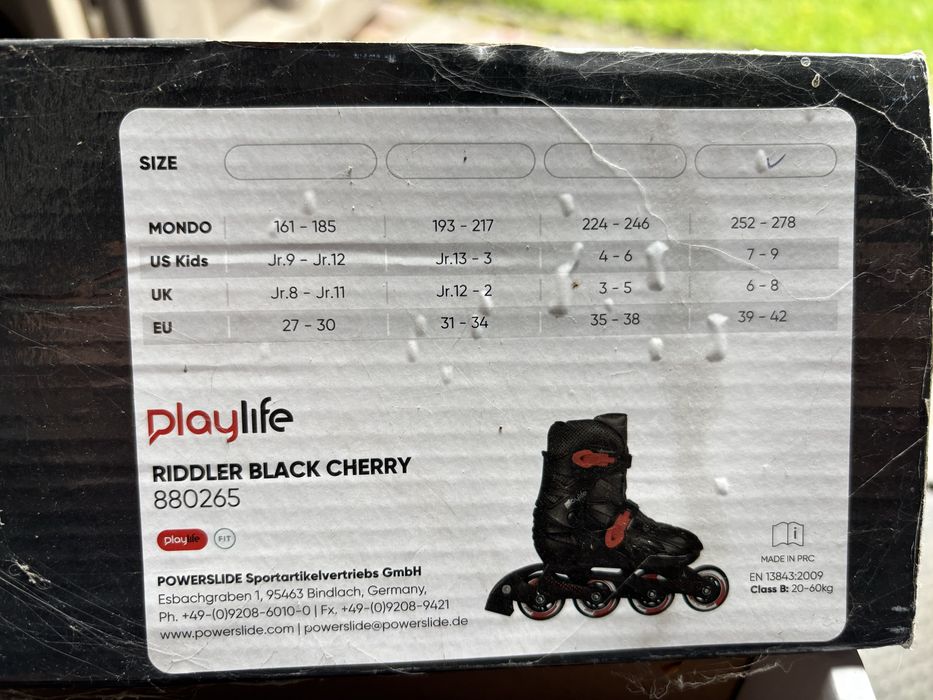 SIZE ✓
MONDO 161 - 185 193 - 217 224 - 246 252 - 278
US Kids Jr.9 - Jr.12 Jr.13 - 3 4 - 6 7 - 9
UK Jr.8 - Jr.11 Jr.12 - 2 3 - 5 6 - 8
EU 27 - 30 31 - 34 35 - 38 39 - 42
playlife
RIDDLER BLACK CHERRY
880265
playlife FIT
POWERSLIDE Sportartikelvertriebs GmbH
Esbachgraben 1, 95463 Bindlach, Germany,
Ph. +49-(0)9208-6010-0 | Fx. +49-(0)9208-9421
www.powerslide.com | powerslide@powerslide.de
i
MADE IN PRC
EN 13843:2009
Class B: 20-60kg